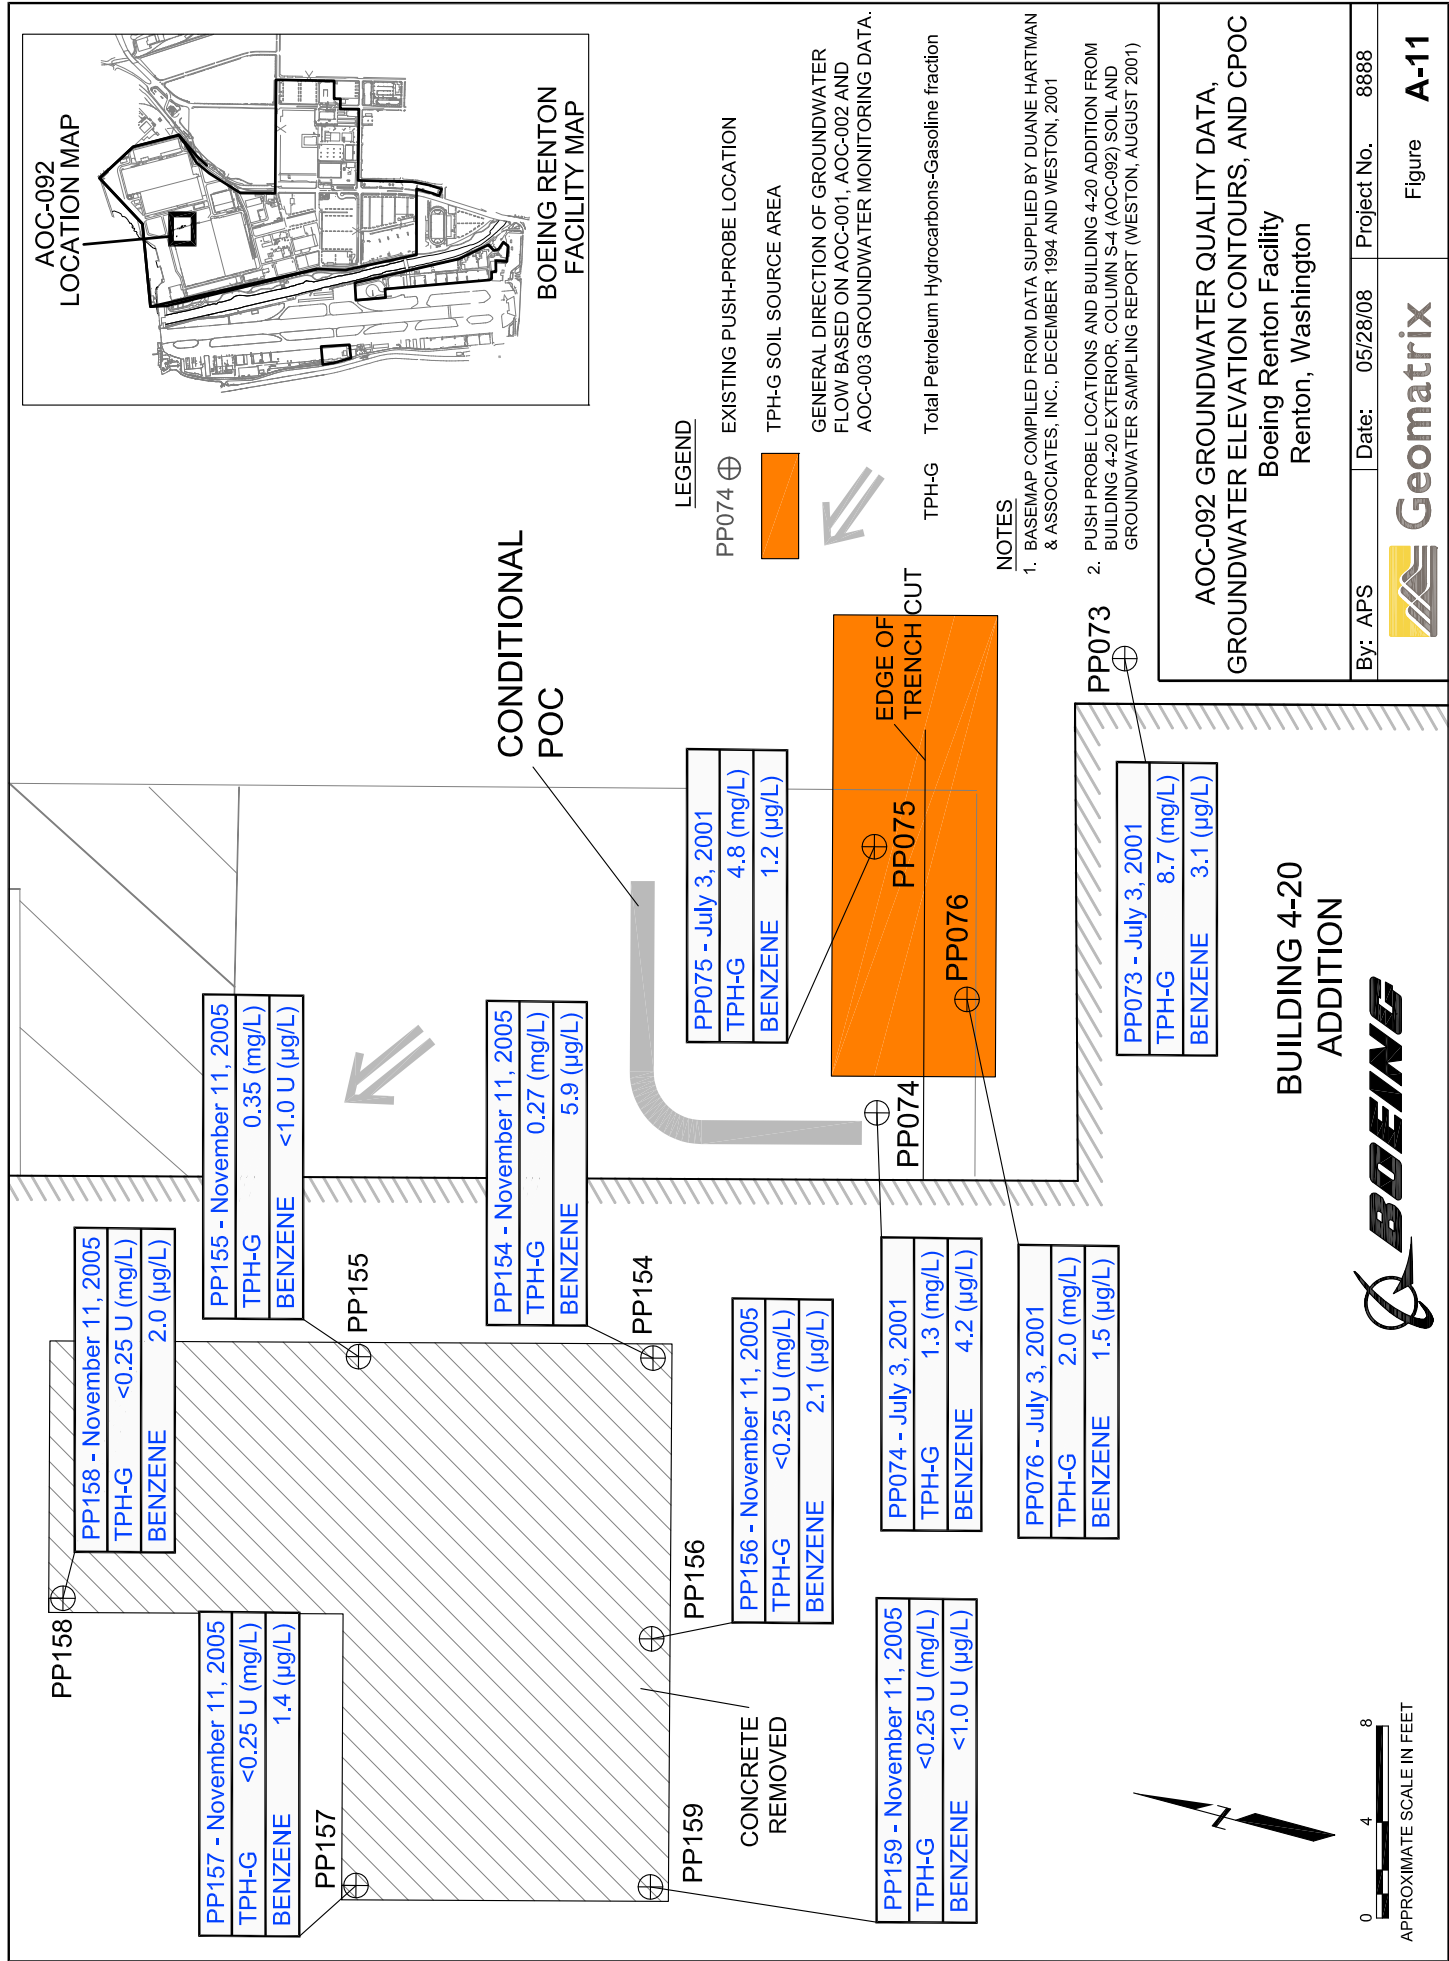 PP158
PP158 - November 11, 2005
TPH-G <0.25 U (mg/L)
BENZENE 2.0 (µg/L)
PP157 - November 11, 2005
TPH-G <0.25 U (mg/L)
BENZENE 1.4 (µg/L)
PP157
PP155 - November 11, 2005
TPH-G 0.35 (mg/L)
BENZENE <1.0 U (µg/L)
PP155
PP154 - November 11, 2005
TPH-G 0.27 (mg/L)
BENZENE 5.9 (µg/L)
PP154
PP156
PP156 - November 11, 2005
TPH-G <0.25 U (mg/L)
BENZENE 2.1 (µg/L)
PP159
CONCRETE
REMOVED
PP159 - November 11, 2005
TPH-G <0.25 U (mg/L)
BENZENE <1.0 U (µg/L)
CONDITIONAL
POC
PP075 - July 3, 2001
TPH-G 4.8 (mg/L)
BENZENE 1.2 (µg/L)
PP075
EDGE OF
TRENCH CUT
PP076
PP074
PP074 - July 3, 2001
TPH-G 1.3 (mg/L)
BENZENE 4.2 (µg/L)
PP076 - July 3, 2001
TPH-G 2.0 (mg/L)
BENZENE 1.5 (µg/L)
PP073
PP073 - July 3, 2001
TPH-G 8.7 (mg/L)
BENZENE 3.1 (µg/L)
BUILDING 4-20
ADDITION
BOEING
0 4 8
APPROXIMATE SCALE IN FEET
AOC-092
LOCATION MAP
BOEING RENTON
FACILITY MAP
LEGEND
PP074 EXISTING PUSH-PROBE LOCATION
TPH-G SOIL SOURCE AREA
GENERAL DIRECTION OF GROUNDWATER
FLOW BASED ON AOC-001, AOC-002 AND
AOC-003 GROUNDWATER MONITORING DATA.
TPH-G Total Petroleum Hydrocarbons-Gasoline fraction
NOTES
1. BASEMAP COMPILED FROM DATA SUPPLIED BY DUANE HARTMAN
& ASSOCIATES, INC., DECEMBER 1994 AND WESTON, 2001
2. PUSH PROBE LOCATIONS AND BUILDING 4-20 ADDITION FROM
BUILDING 4-20 EXTERIOR, COLUMN S-4 (AOC-092) SOIL AND
GROUNDWATER SAMPLING REPORT (WESTON, AUGUST 2001)
AOC-092 GROUNDWATER QUALITY DATA,
GROUNDWATER ELEVATION CONTOURS, AND CPOC
Boeing Renton Facility
Renton, Washington
By: APS Date: 05/28/08 Project No. 8888
Geomatrix Figure A-11